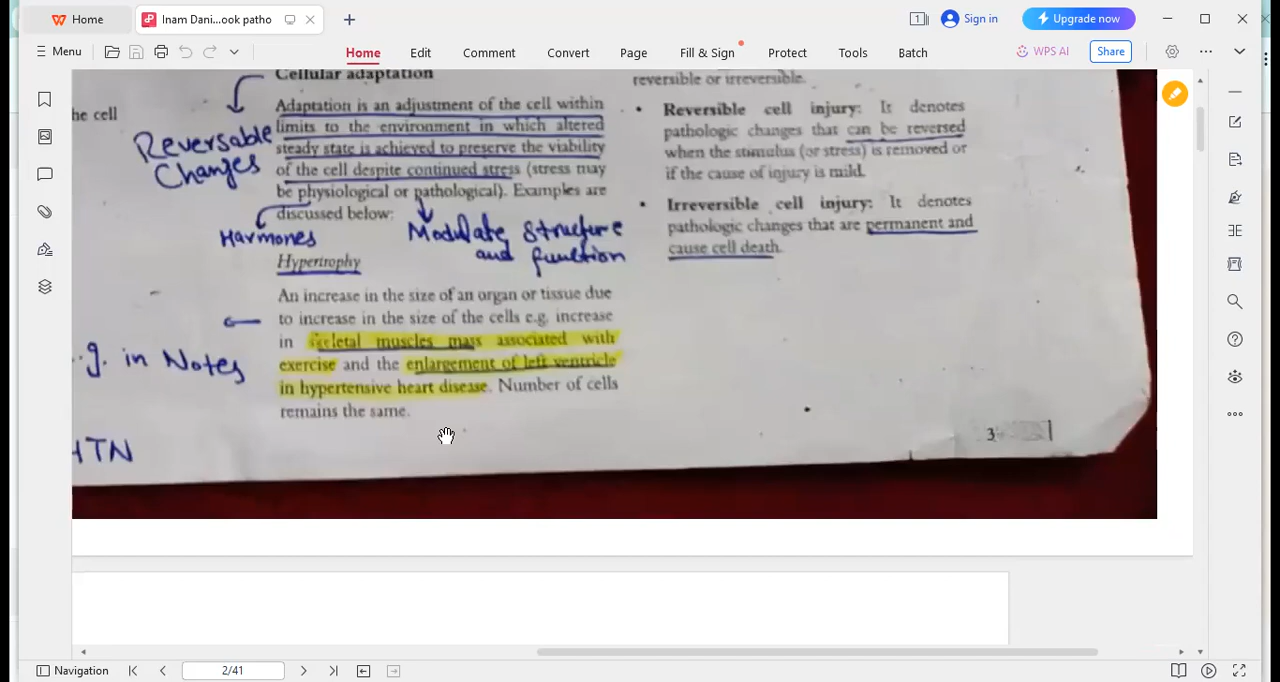 Home
Inam Dani...ook patho
1
Sign in
Upgrade now
Menu
Home
Edit
Comment
Convert
Page
Fill & Sign
Protect
Tools
Batch
WPS AI
Share
he cell
Reversable
Changes
Cellular adaptation
Adaptation is an adjustment of the cell within
limits to the environment in which altered
steady state is achieved to preserve the viability
of the cell despite continued stress (stress may
be physiological or pathological). Examples are
discussed below:
Harmones
Modulate Structure
and function
Hypertrophy
An increase in the size of an organ or tissue due
to increase in the size of the cells e.g. increase
in skeletal muscles mass associated with
exercise and the enlargement of left ventricle
in hypertensive heart disease. Number of cells
remains the same.
.g. in Notes
HTN
reversible or irreversible.
• Reversible cell injury: It denotes
pathologic changes that can be reversed
when the stimulus (or stress) is removed or
if the cause of injury is mild.
• Irreversible cell injury: It denotes
pathologic changes that are permanent and
cause cell death.
3
Navigation
2/41